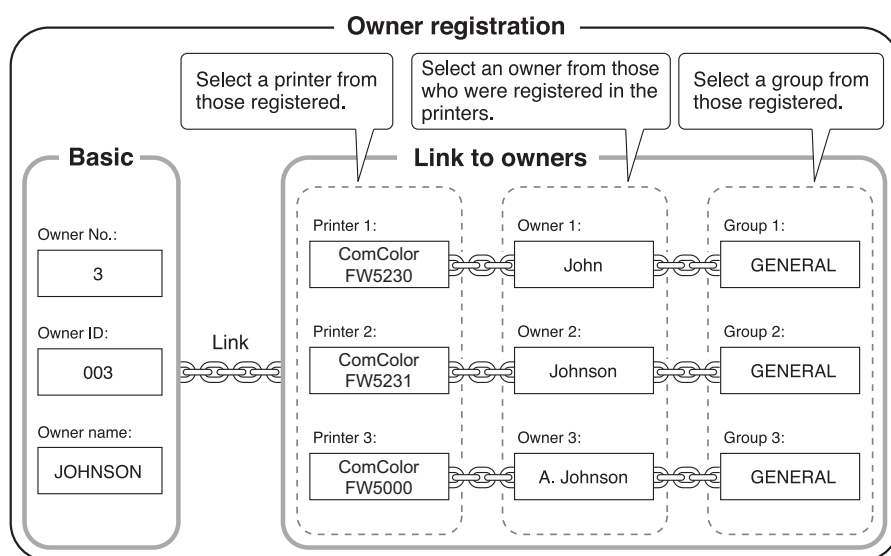 Owner registration
Select a printer from
those registered.
Select an owner from those
who were registered in the
printers.
Select a group from
those registered.
Basic
Owner No.:
3
Owner ID:
003
Owner name:
JOHNSON
Link
Link to owners
Printer 1:
ComColor
FW5230
Owner 1:
John
Group 1:
GENERAL
Printer 2:
ComColor
FW5231
Owner 2:
Johnson
Group 2:
GENERAL
Printer 3:
ComColor
FW5000
Owner 3:
A. Johnson
Group 3:
GENERAL